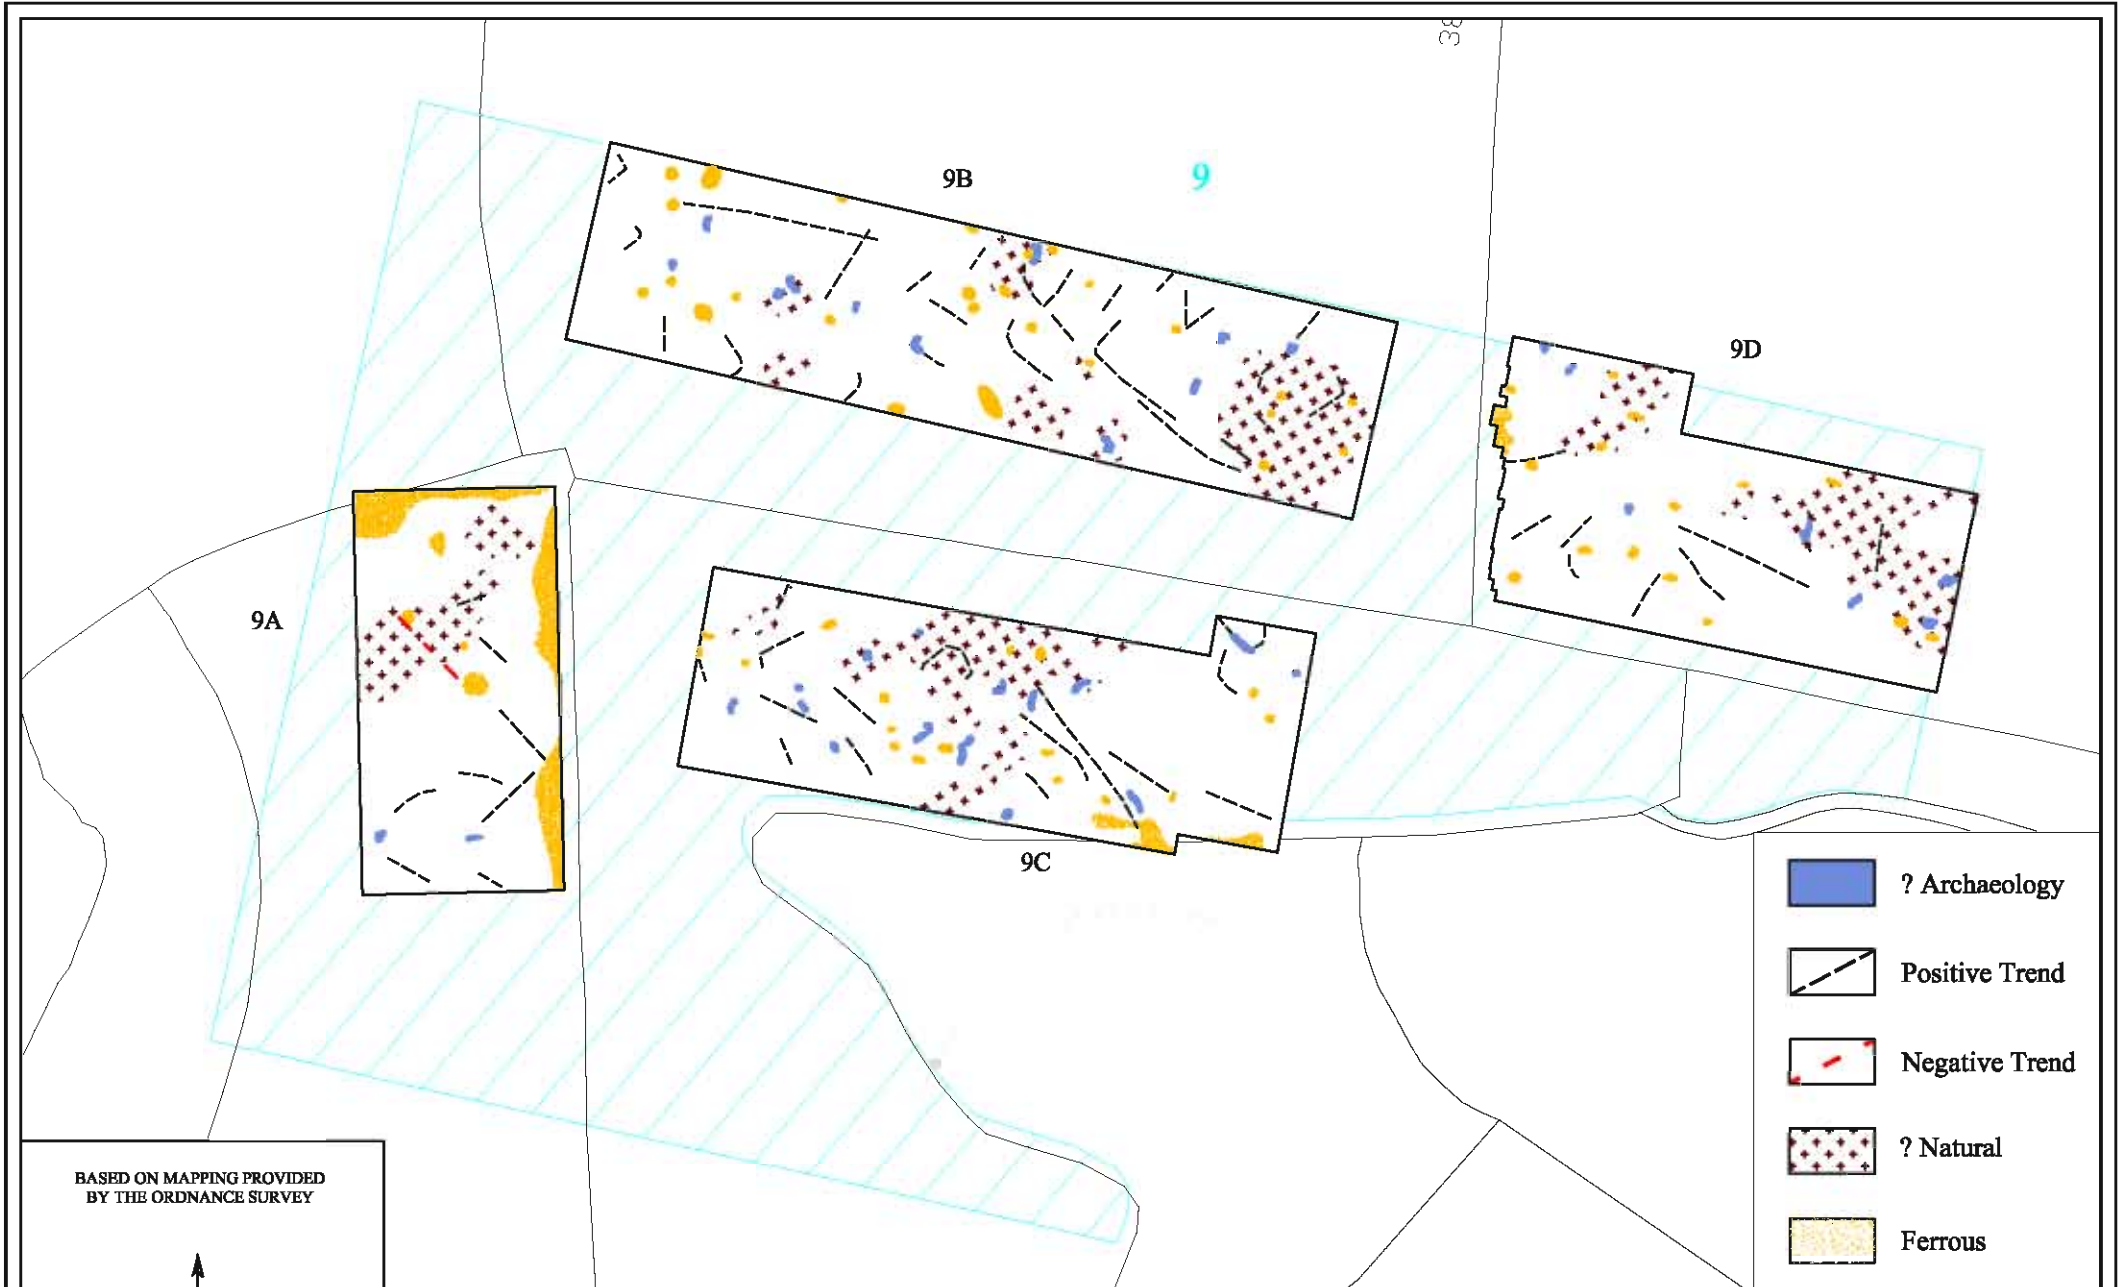 38
9B
9
9D
9A
9C
? Archaeology
Positive Trend
Negative Trend
? Natural
Ferrous
BASED ON MAPPING PROVIDED
BY THE ORDNANCE SURVEY